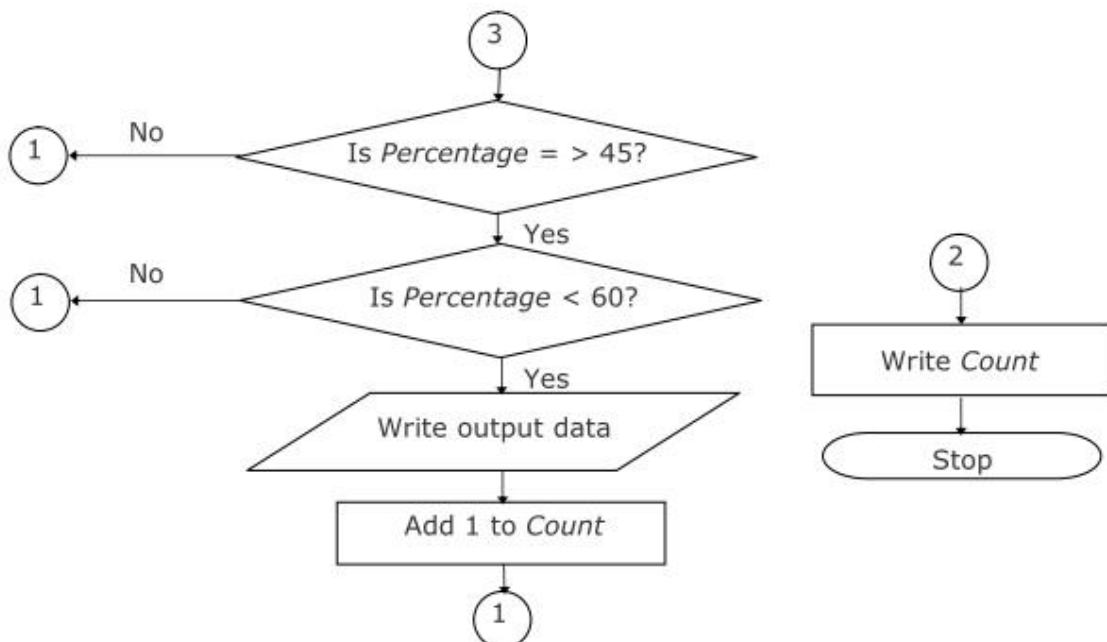 3
No
1
Is Percentage = > 45?
Yes
No
1
Is Percentage < 60?
Yes
Write output data
Add 1 to Count
1
2
Write Count
Stop